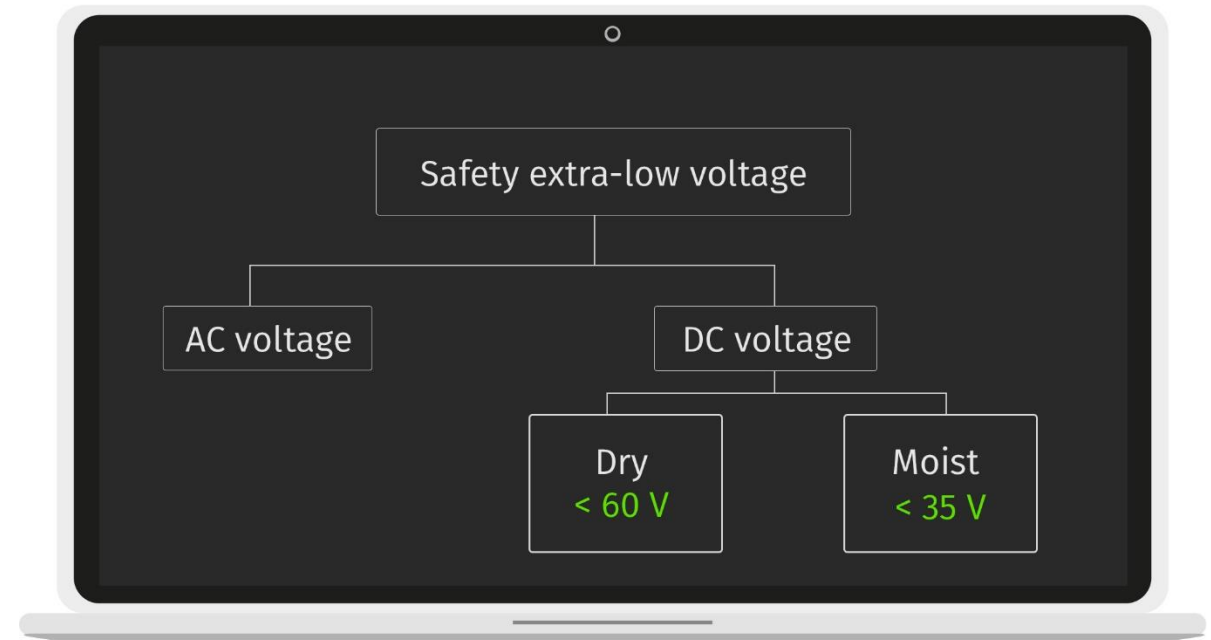 Safety extra-low voltage
AC voltage
DC voltage
Dry
< 60 V
Moist
< 35 V